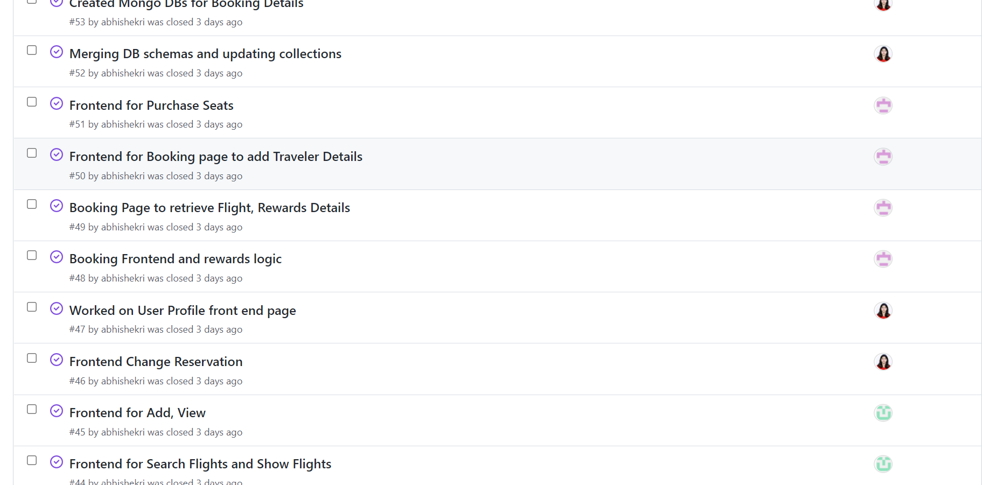 Created Mongo DBs for Booking Details
#53 by abhishekri was closed 3 days ago
Merging DB schemas and updating collections
#52 by abhishekri was closed 3 days ago
Frontend for Purchase Seats
#51 by abhishekri was closed 3 days ago
Frontend for Booking page to add Traveler Details
#50 by abhishekri was closed 3 days ago
Booking Page to retrieve Flight, Rewards Details
#49 by abhishekri was closed 3 days ago
Booking Frontend and rewards logic
#48 by abhishekri was closed 3 days ago
Worked on User Profile front end page
#47 by abhishekri was closed 3 days ago
Frontend Change Reservation
#46 by abhishekri was closed 3 days ago
Frontend for Add, View
#45 by abhishekri was closed 3 days ago
Frontend for Search Flights and Show Flights
#44 by abhishekri was closed 3 days ago